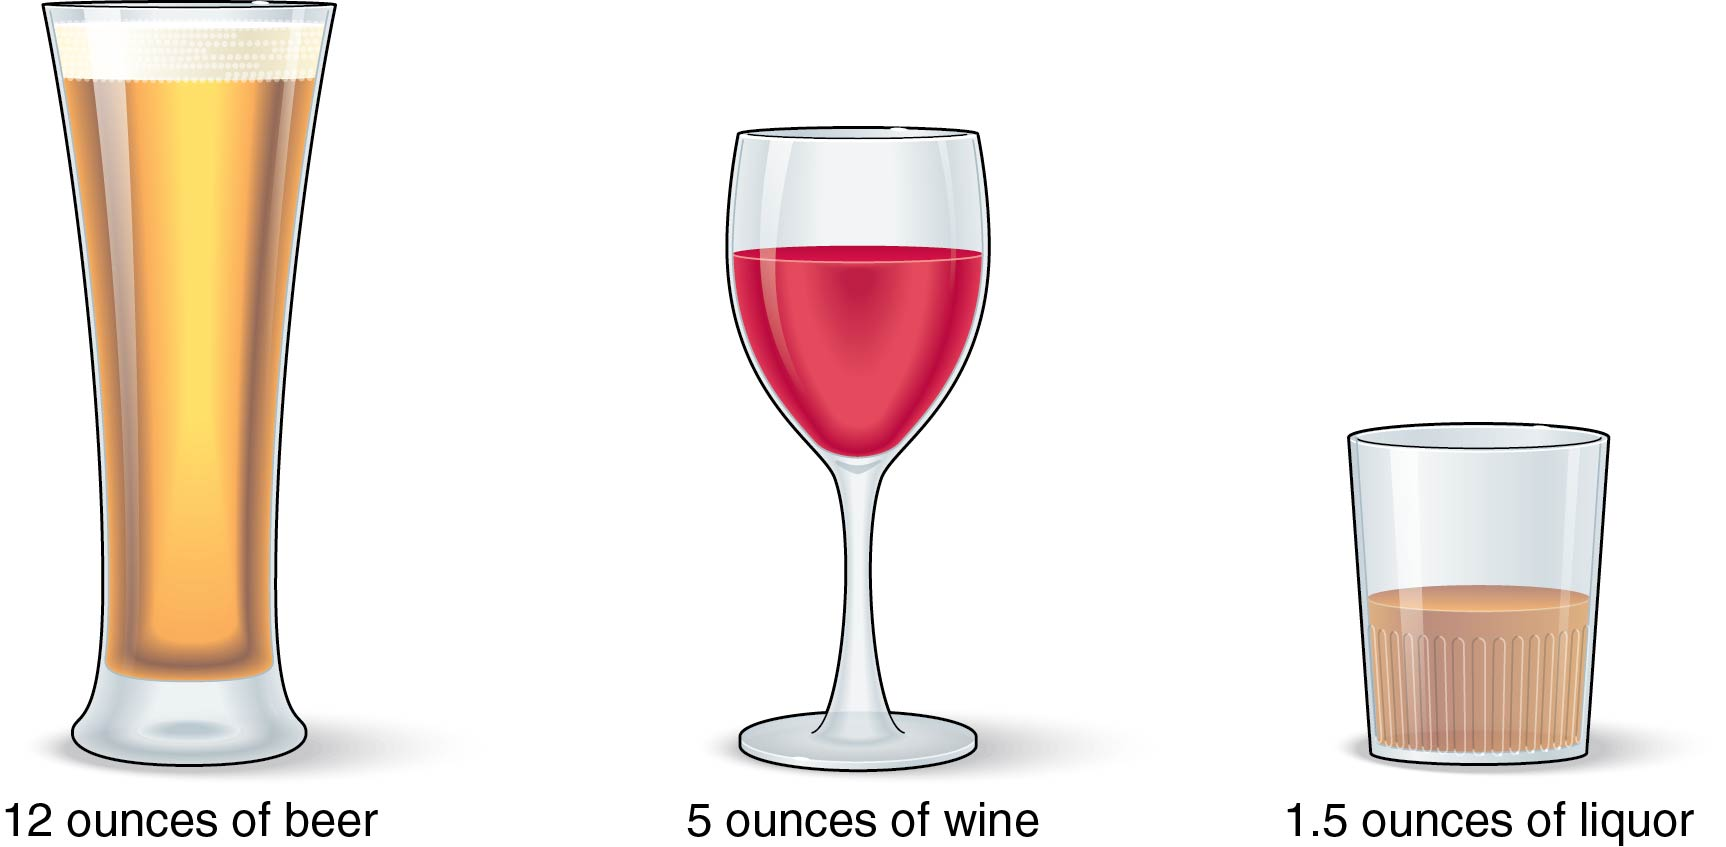 12 ounces of beer
5 ounces of wine
1.5 ounces of liquor